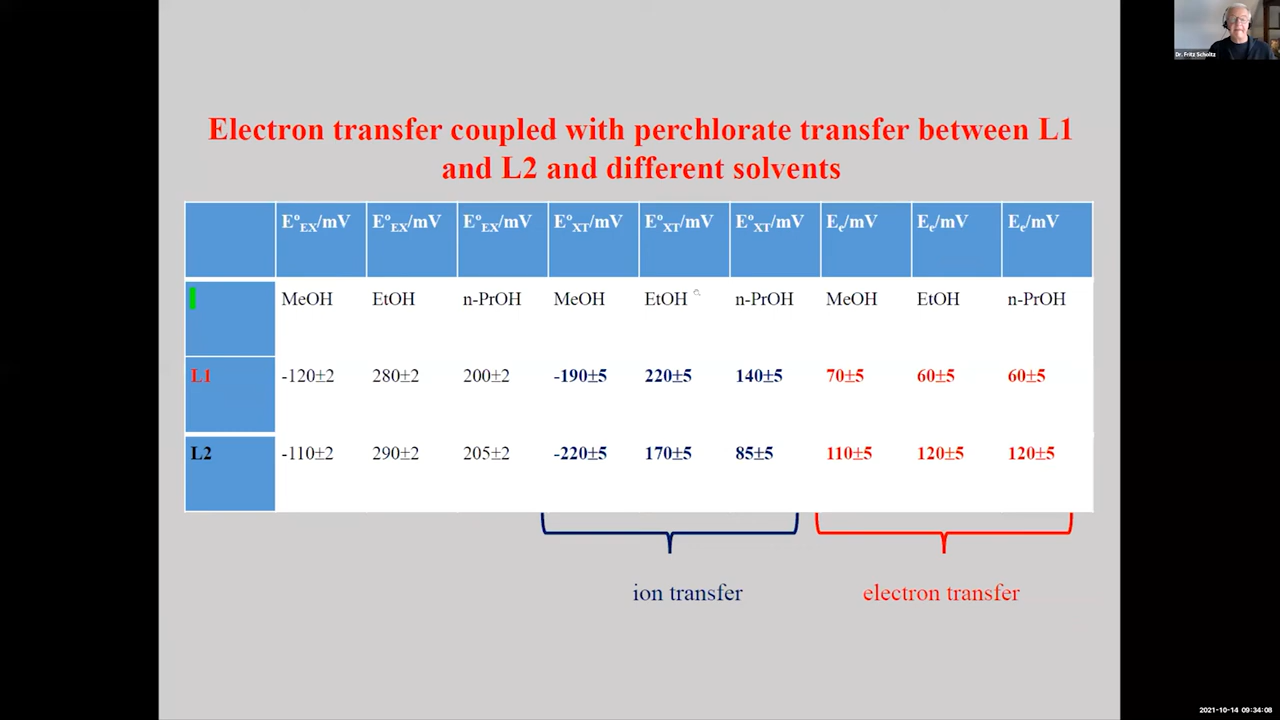 Dr. Fritz Scholtz
Electron transfer coupled with perchlorate transfer between L1
and L2 and different solvents
E°EX/mV E°EX/mV E°EX/mV E°XT/mV E°XT/mV E°XT/mV Ee/mV Ee/mV Ee/mV
MeOH EtOH n-PrOH MeOH EtOH n-PrOH MeOH EtOH n-PrOH
L1 -120±2 280±2 200±2 -190±5 220±5 140±5 70±5 60±5 60±5
L2 -110±2 290±2 205±2 -220±5 170±5 85±5 110±5 120±5 120±5
ion transfer electron transfer
2021-10-14 09:34:08